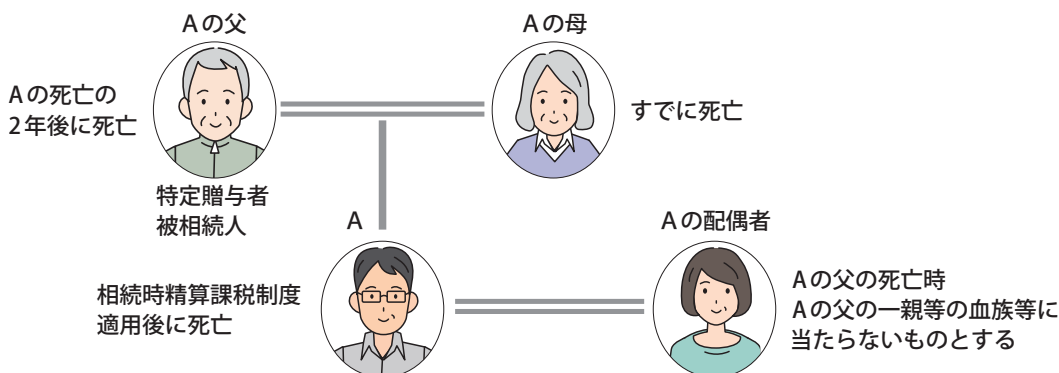 Aの父
Aの母
Aの死亡の
2年後に死亡
すでに死亡
特定贈与者
被相続人
A
Aの配偶者
相続時精算課税制度
適用後に死亡
Aの父の死亡時
Aの父の一親等の血族等に
当たらないものとする